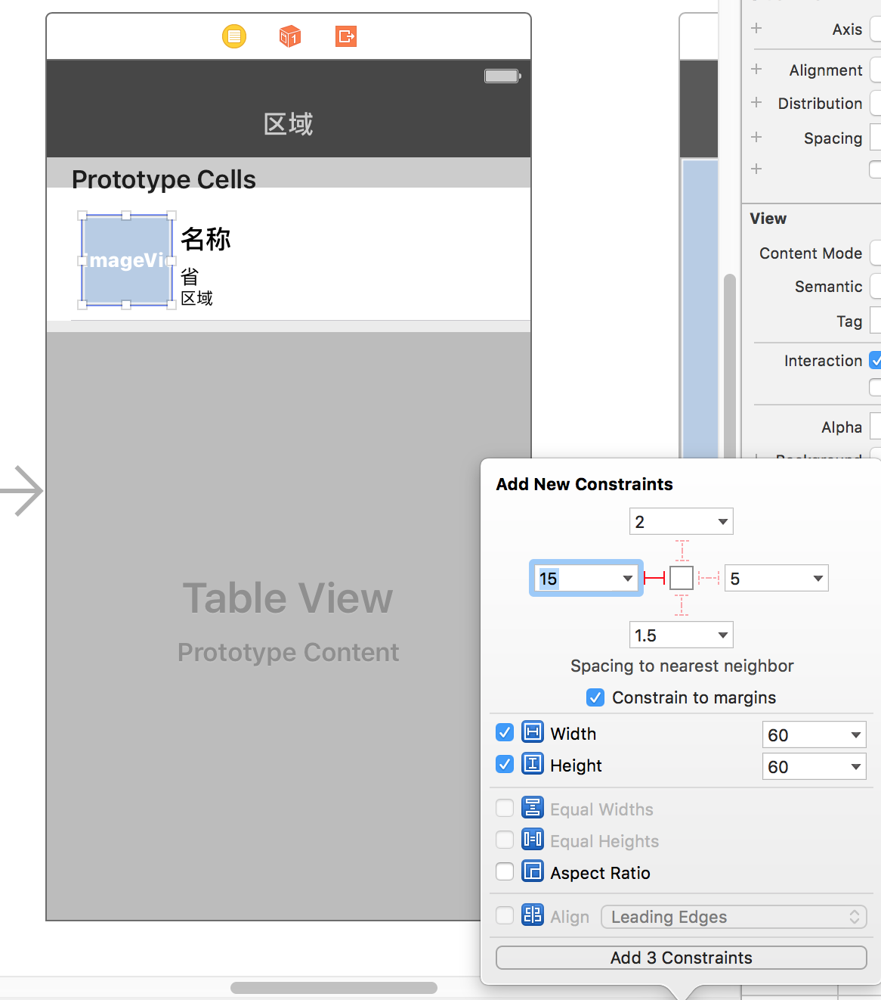 区域
Prototype Cells
ImageVi
名称
省
区域
Table View
Prototype Content
Axis
Alignment
Distribution
Spacing
View
Content Mode
Semantic
Tag
Interaction
Alpha
Background
Add New Constraints
2
15
5
1.5
Spacing to nearest neighbor
Constrain to margins
Width 60
Height 60
Equal Widths
Equal Heights
Aspect Ratio
Align Leading Edges
Add 3 Constraints